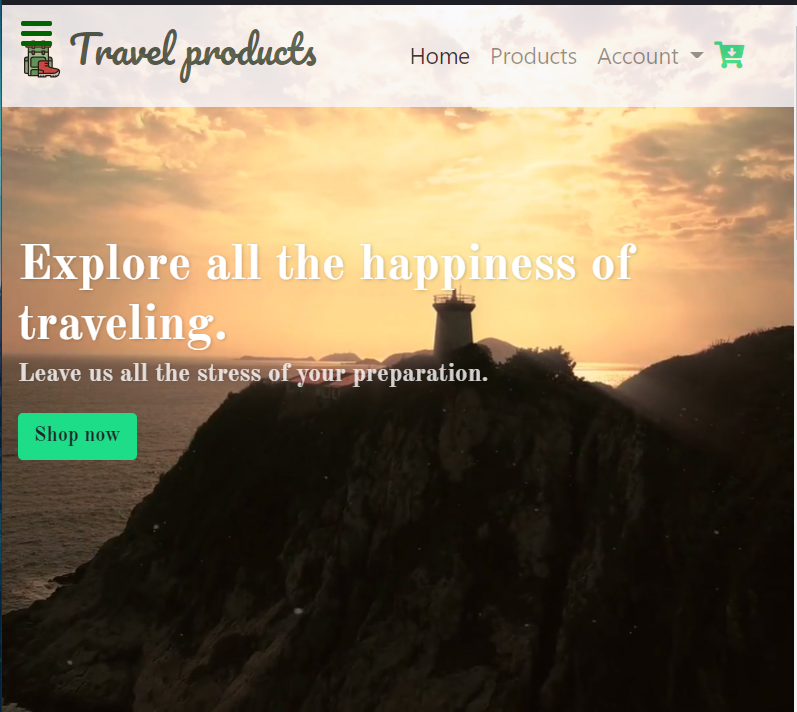 Travel products
Home Products Account
Explore all the happiness of
traveling.
Leave us all the stress of your preparation.
Shop now